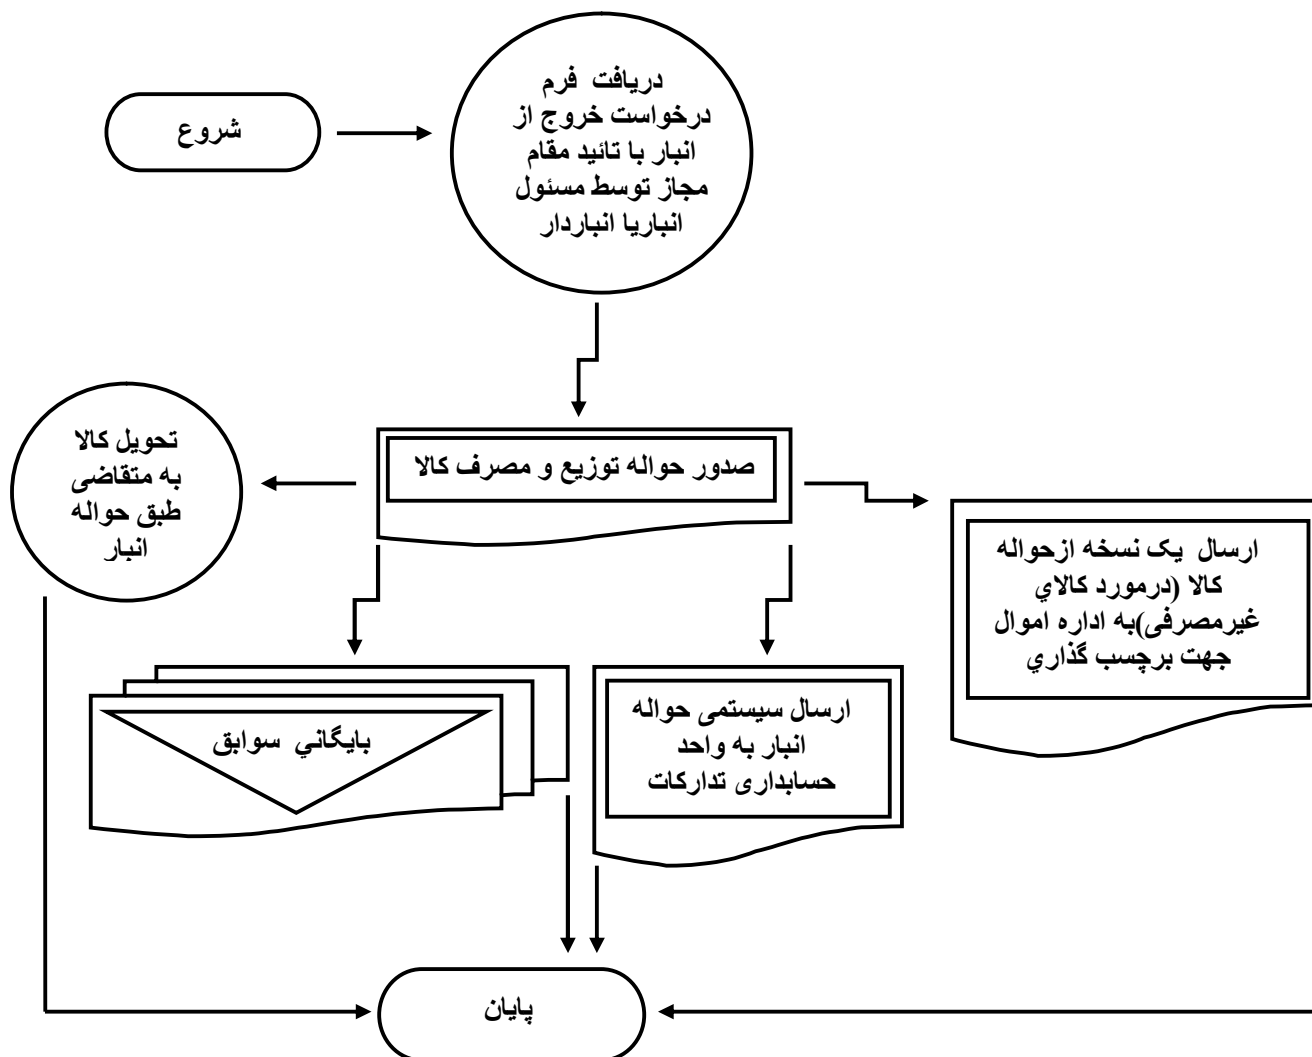 شروع
دریافت فرم
درخواست خروج از
انبار با تائید مقام
مجاز توسط مسئول
انباریا انباردار
صدور حواله توزیع و مصرف کالا
تحویل کالا
به متقاضی
طبق حواله
انبار
ارسال یک نسخه ازحواله
کالا (درمورد کالاي
غیرمصرفی)به اداره اموال
جهت برچسب گذاري
بایگاني سوابق
ارسال سیستمی حواله
انبار به واحد
حسابداری تدارکات
پایان